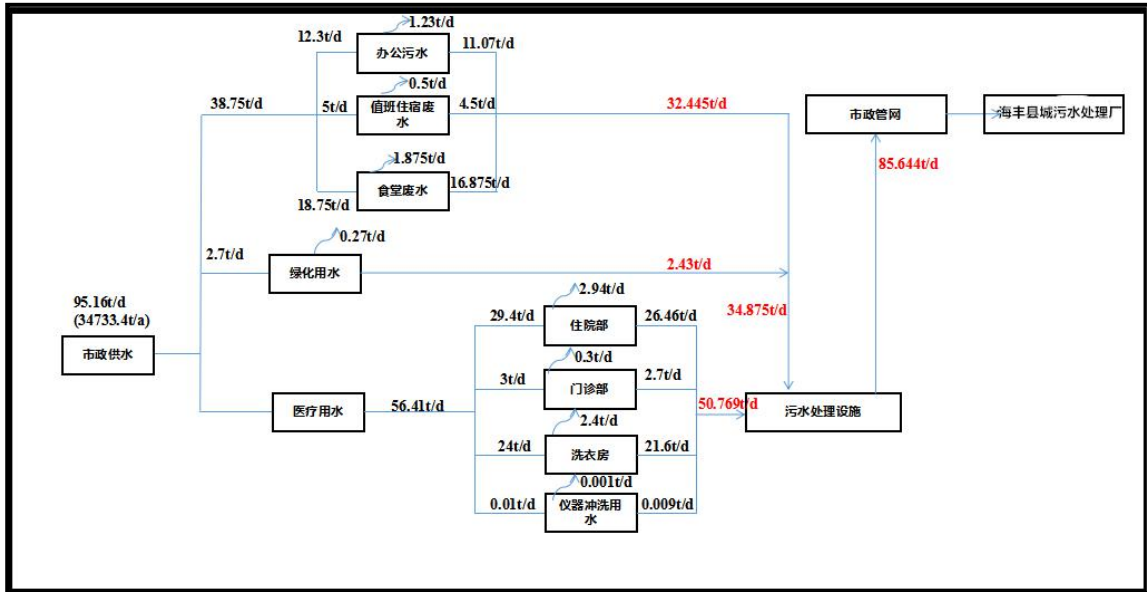 1.23t/d
12.3t/d
办公污水
11.07t/d
0.5t/d
38.75t/d
5t/d
值班住宿废
水
4.5t/d
32.445t/d
市政管网
海丰县城污水处理厂
1.875t/d
85.644t/d
食堂废水
16.875t/d
18.75t/d
0.27t/d
2.7t/d
绿化用水
2.43t/d
2.94t/d
95.16t/d
(34733.4t/a)
29.4t/d
住院部
26.46t/d
34.875t/d
市政供水
0.3t/d
3t/d
门诊部
2.7t/d
医疗用水
56.41t/d
50.769t/d
污水处理设施
2.4t/d
24t/d
洗衣房
21.6t/d
0.001t/d
0.01t/d
仪器冲洗用
水
0.009t/d